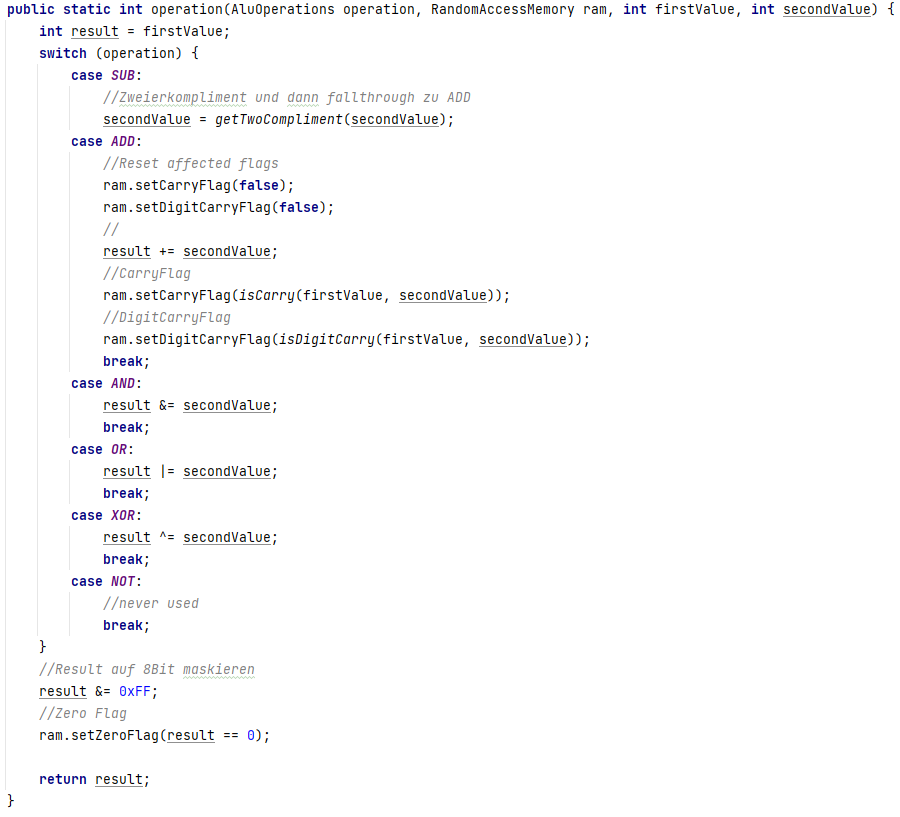 public static int operation(AluOperations operation, RandomAccessMemory ram, int firstValue, int secondValue) {
    int result = firstValue;
    switch (operation) {
        case SUB:
            //Zweierkompliment und dann fallthrough zu ADD
            secondValue = getTwoCompliment(secondValue);
        case ADD:
            //Reset affected flags
            ram.setCarryFlag(false);
            ram.setDigitCarryFlag(false);
            //
            result += secondValue;
            //CarryFlag
            ram.setCarryFlag(isCarry(firstValue, secondValue));
            //DigitCarryFlag
            ram.setDigitCarryFlag(isDigitCarry(firstValue, secondValue));
            break;
        case AND:
            result &= secondValue;
            break;
        case OR:
            result |= secondValue;
            break;
        case XOR:
            result ^= secondValue;
            break;
        case NOT:
            //never used
            break;
    }
    //Result auf 8Bit maskieren
    result &= 0xFF;
    //Zero Flag
    ram.setZeroFlag(result == 0);

    return result;
}